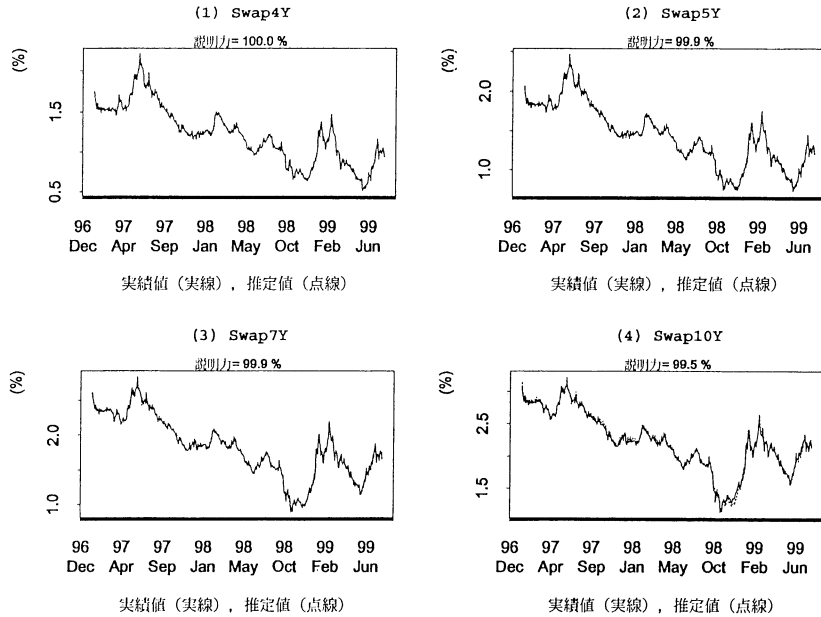 (1) Swap4Y
説明力= 100.0 %
(%)
1.5
0.5
96 97 97 98 98 98 99 99
Dec Apr Sep Jan May Oct Feb Jun
実績値（実線）, 推定値（点線）
(2) Swap5Y
説明力= 99.9 %
(%)
2.0
1.0
96 97 97 98 98 98 99 99
Dec Apr Sep Jan May Oct Feb Jun
実績値（実線）, 推定値（点線）
(3) Swap7Y
説明力= 99.9 %
(%)
2.0
1.0
96 97 97 98 98 98 99 99
Dec Apr Sep Jan May Oct Feb Jun
実績値（実線）, 推定値（点線）
(4) Swap10Y
説明力= 99.5 %
(%)
2.5
1.5
96 97 97 98 98 98 99 99
Dec Apr Sep Jan May Oct Feb Jun
実績値（実線）, 推定値（点線）